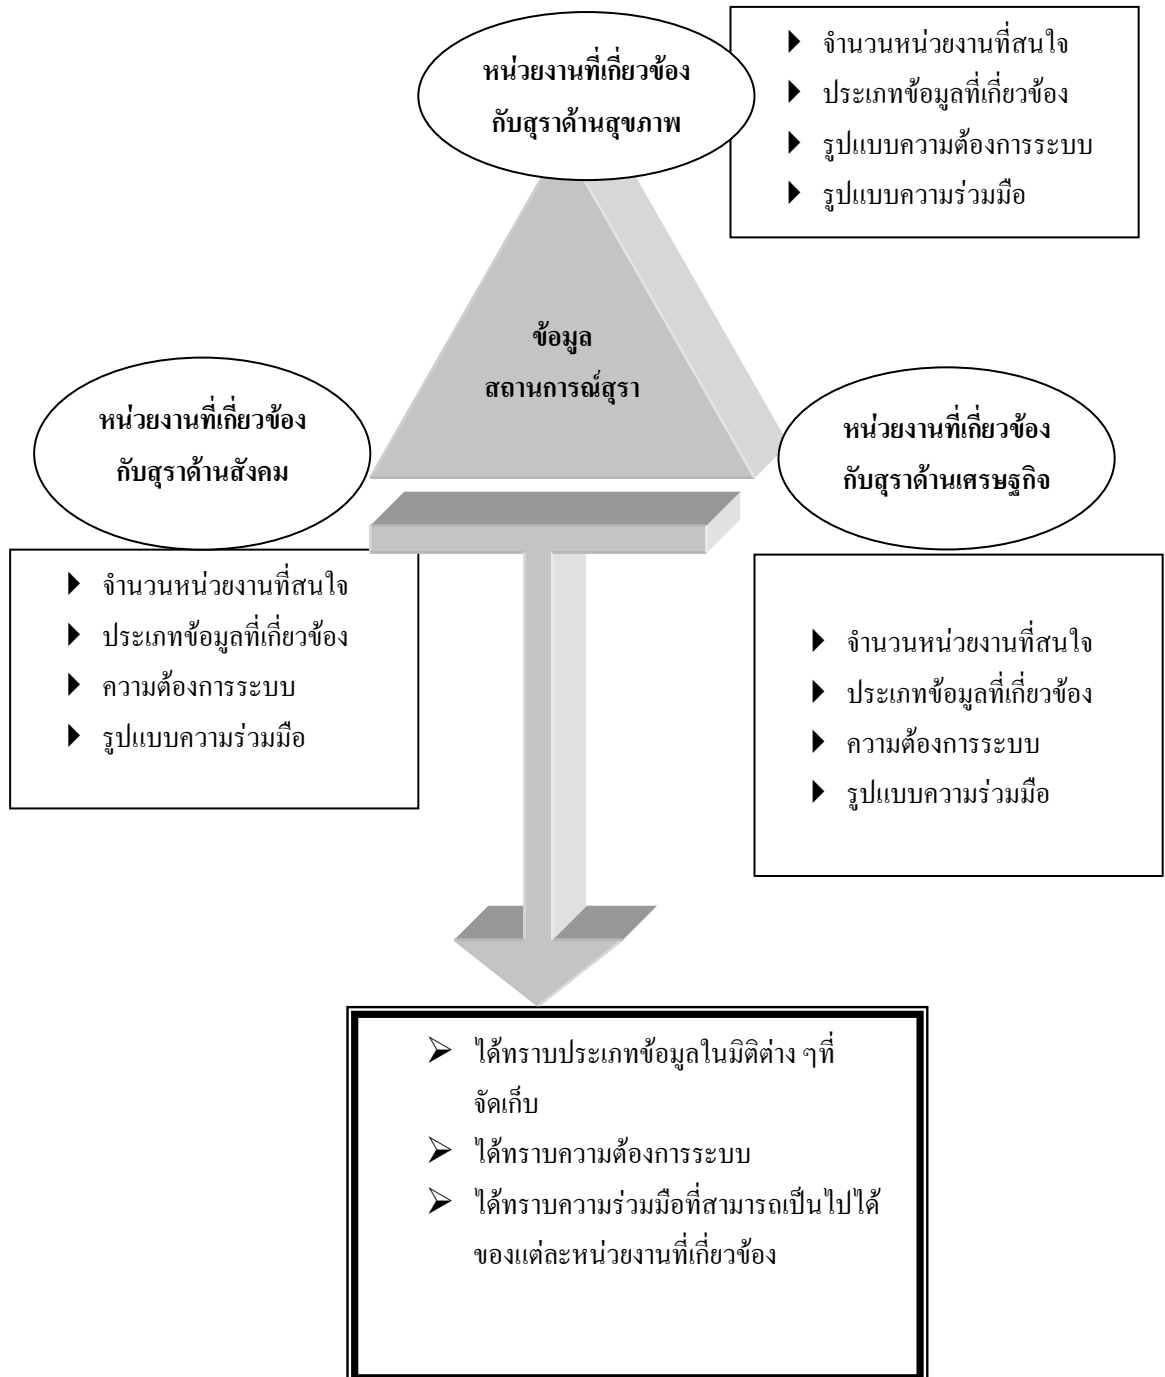 หน่วยงานที่เกี่ยวข้อง
กับสุราด้านสุขภาพ
จำนวนหน่วยงานที่สนใจ
ประเภทข้อมูลที่เกี่ยวข้อง
รูปแบบความต้องการระบบ
รูปแบบความร่วมมือ
ข้อมูล
สถานการณ์สุรา
หน่วยงานที่เกี่ยวข้อง
กับสุราด้านสังคม
จำนวนหน่วยงานที่สนใจ
ประเภทข้อมูลที่เกี่ยวข้อง
ความต้องการระบบ
รูปแบบความร่วมมือ
หน่วยงานที่เกี่ยวข้อง
กับสุราด้านเศรษฐกิจ
จำนวนหน่วยงานที่สนใจ
ประเภทข้อมูลที่เกี่ยวข้อง
ความต้องการระบบ
รูปแบบความร่วมมือ
ได้ทราบประเภทข้อมูลในมิติต่าง ๆที่
จัดเก็บ
ได้ทราบความต้องการระบบ
ได้ทราบความร่วมมือที่สามารถเป็นไปได้
ของแต่ละหน่วยงานที่เกี่ยวข้อง